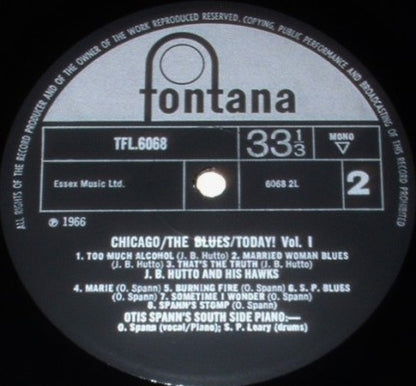 ALL RIGHTS OF THE RECORD PRODUCER AND OF THE OWNER OF THE WORK REPRODUCED RESERVED. COPYING, PUBLIC PERFORMANCE AND BROADCASTING OF THIS RECORD PROHIBITED
fontana
TFL.6068
33 1/3
MONO
Essex Music Ltd.
6068 2L
2
℗ 1966
CHICAGO/THE BLUES/TODAY! Vol. I
1. TOO MUCH ALCOHOL (J. B. Hutto) 2. MARRIED WOMAN BLUES
(J. B. Hutto) 3. THAT'S THE TRUTH (J. B. Hutto)
J. B. HUTTO AND HIS HAWKS
4. MARIE (O. Spann) 5. BURNING FIRE (O. Spann) 6. S. P. BLUES
(O. Spann) 7. SOMETIME I WONDER (O. Spann)
8. SPANN'S STOMP (O. Spann)
OTIS SPANN'S SOUTH SIDE PIANO:—
O. Spann (vocal/Piano); S. P. Leary (drums)